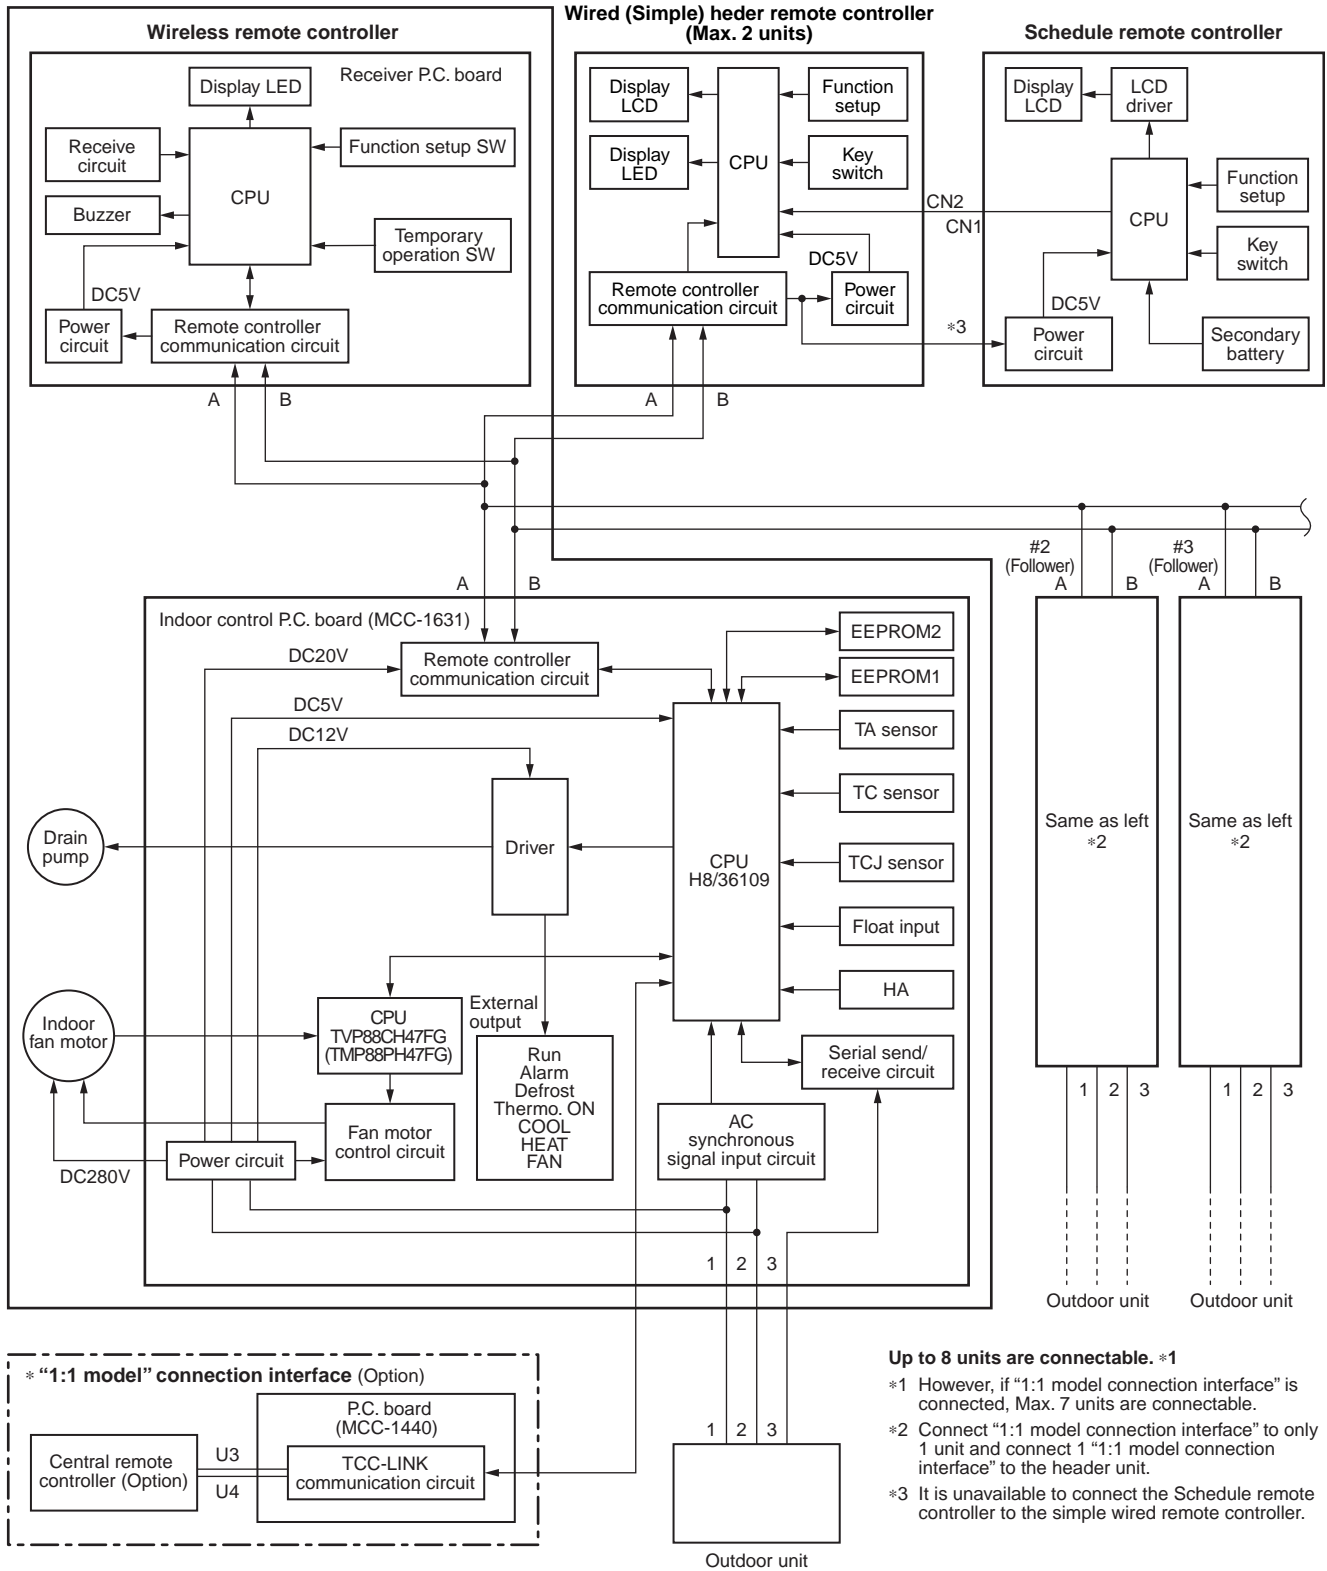 Wireless remote controller
Wired (Simple) heder remote controller
(Max. 2 units)
Schedule remote controller
Receiver P.C. board
Display LED
Receive
circuit
Function setup SW
CPU
Buzzer
Temporary
operation SW
DC5V
Power
circuit
Remote controller
communication circuit
A
B
Display
LCD
Function
setup
Display
LED
CPU
Key
switch
DC5V
Remote controller
communication circuit
Power
circuit
A
B
CN2
CN1
∗3
Display
LCD
LCD
driver
Function
setup
CPU
Key
switch
DC5V
Power
circuit
Secondary
battery
#2
(Follower)
A
B
#3
(Follower)
A
B
A
B
Indoor control P.C. board (MCC-1631)
DC20V
Remote controller
communication circuit
DC5V
DC12V
EEPROM2
EEPROM1
TA sensor
TC sensor
TCJ sensor
Float input
HA
Drain
pump
Driver
CPU
H8/36109
Same as left
∗2
Same as left
∗2
Indoor
fan motor
CPU
TVP88CH47FG
(TMP88PH47FG)
External
output
Run
Alarm
Defrost
Thermo. ON
COOL
HEAT
FAN
Serial send/
receive circuit
AC
synchronous
signal input circuit
Fan motor
control circuit
Power circuit
DC280V
1
2
3
1
2
3
1
2
3
Outdoor unit
Outdoor unit
∗ “1:1 model” connection interface (Option)
P.C. board
(MCC-1440)
Central remote
controller (Option)
U3
U4
TCC-LINK
communication circuit
1
2
3
Outdoor unit
Up to 8 units are connectable. ∗1
∗1 However, if “1:1 model connection interface” is
connected, Max. 7 units are connectable.
∗2 Connect “1:1 model connection interface” to only
1 unit and connect 1 “1:1 model connection
interface” to the header unit.
∗3 It is unavailable to connect the Schedule remote
controller to the simple wired remote controller.